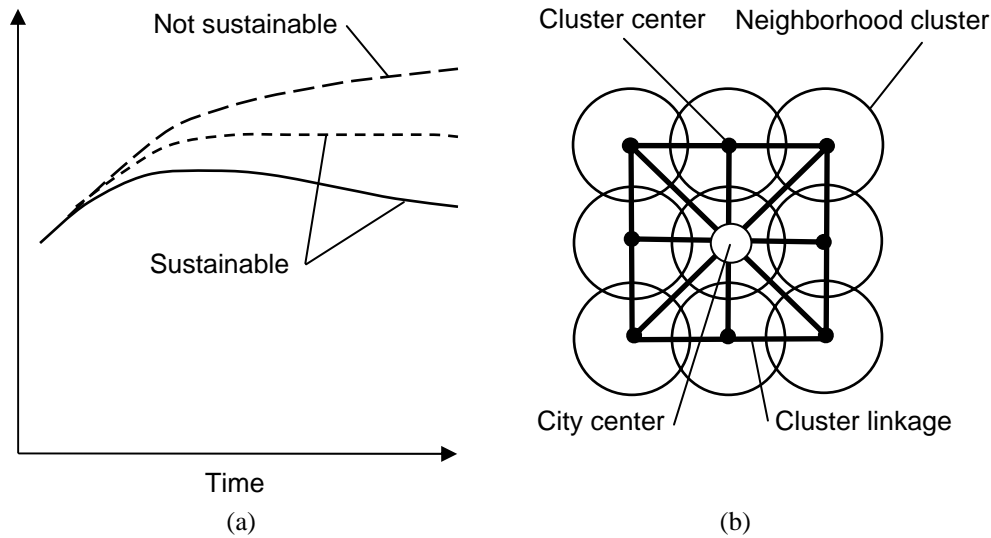 Not sustainable
Sustainable
Time
(a)
Cluster center
Neighborhood cluster
City center
Cluster linkage
(b)